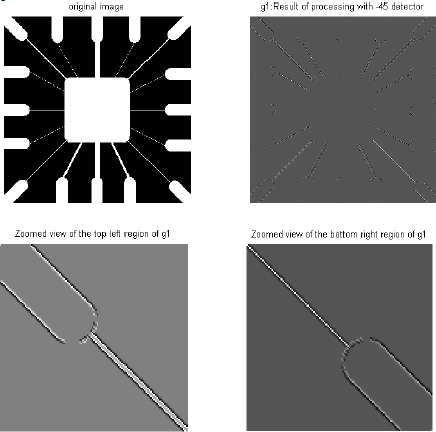 original image
g1:Result of processing with -45 detector
Zoomed view of the top left region of g1
Zoomed view of the bottom right region of g1